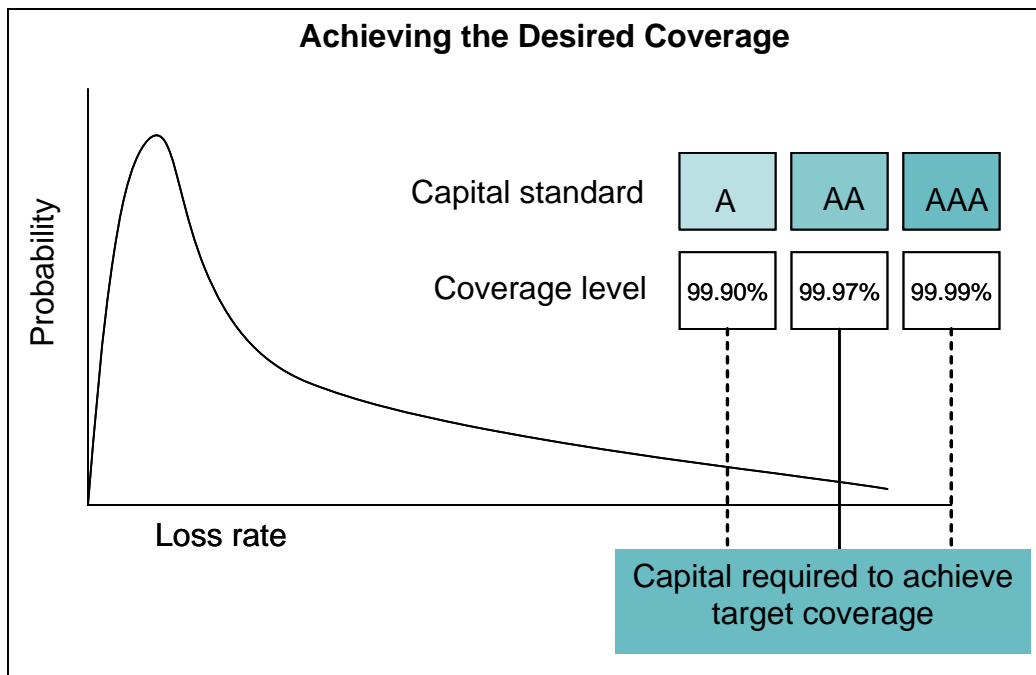 Achieving the Desired Coverage
Probability
Capital standard
A
AA
AAA
Coverage level
99.90%
99.97%
99.99%
Loss rate
Capital required to achieve
target coverage